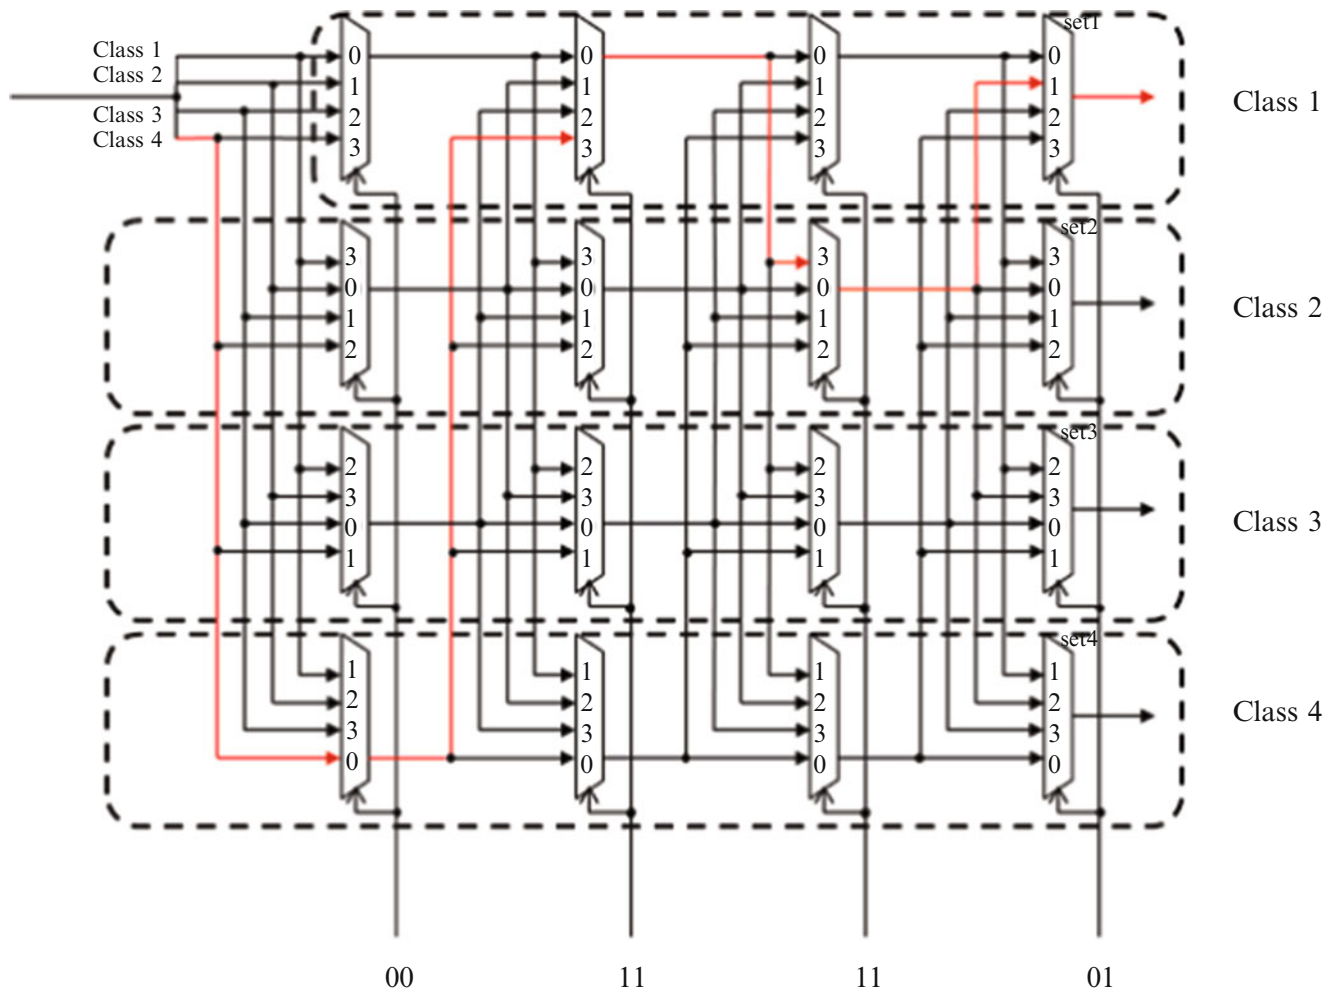 set1
Class 1
Class 2
Class 3
Class 4
0 0 0 0
1 1 1 1
2 2 2 2
3 3 3 3
Class 1
set2
3 3 3 3
0 0 0 0
1 1 1 1
2 2 2 2
Class 2
set3
2 2 2 2
3 3 3 3
0 0 0 0
1 1 1 1
Class 3
set4
1 1 1 1
2 2 2 2
3 3 3 3
0 0 0 0
Class 4
00 11 11 01